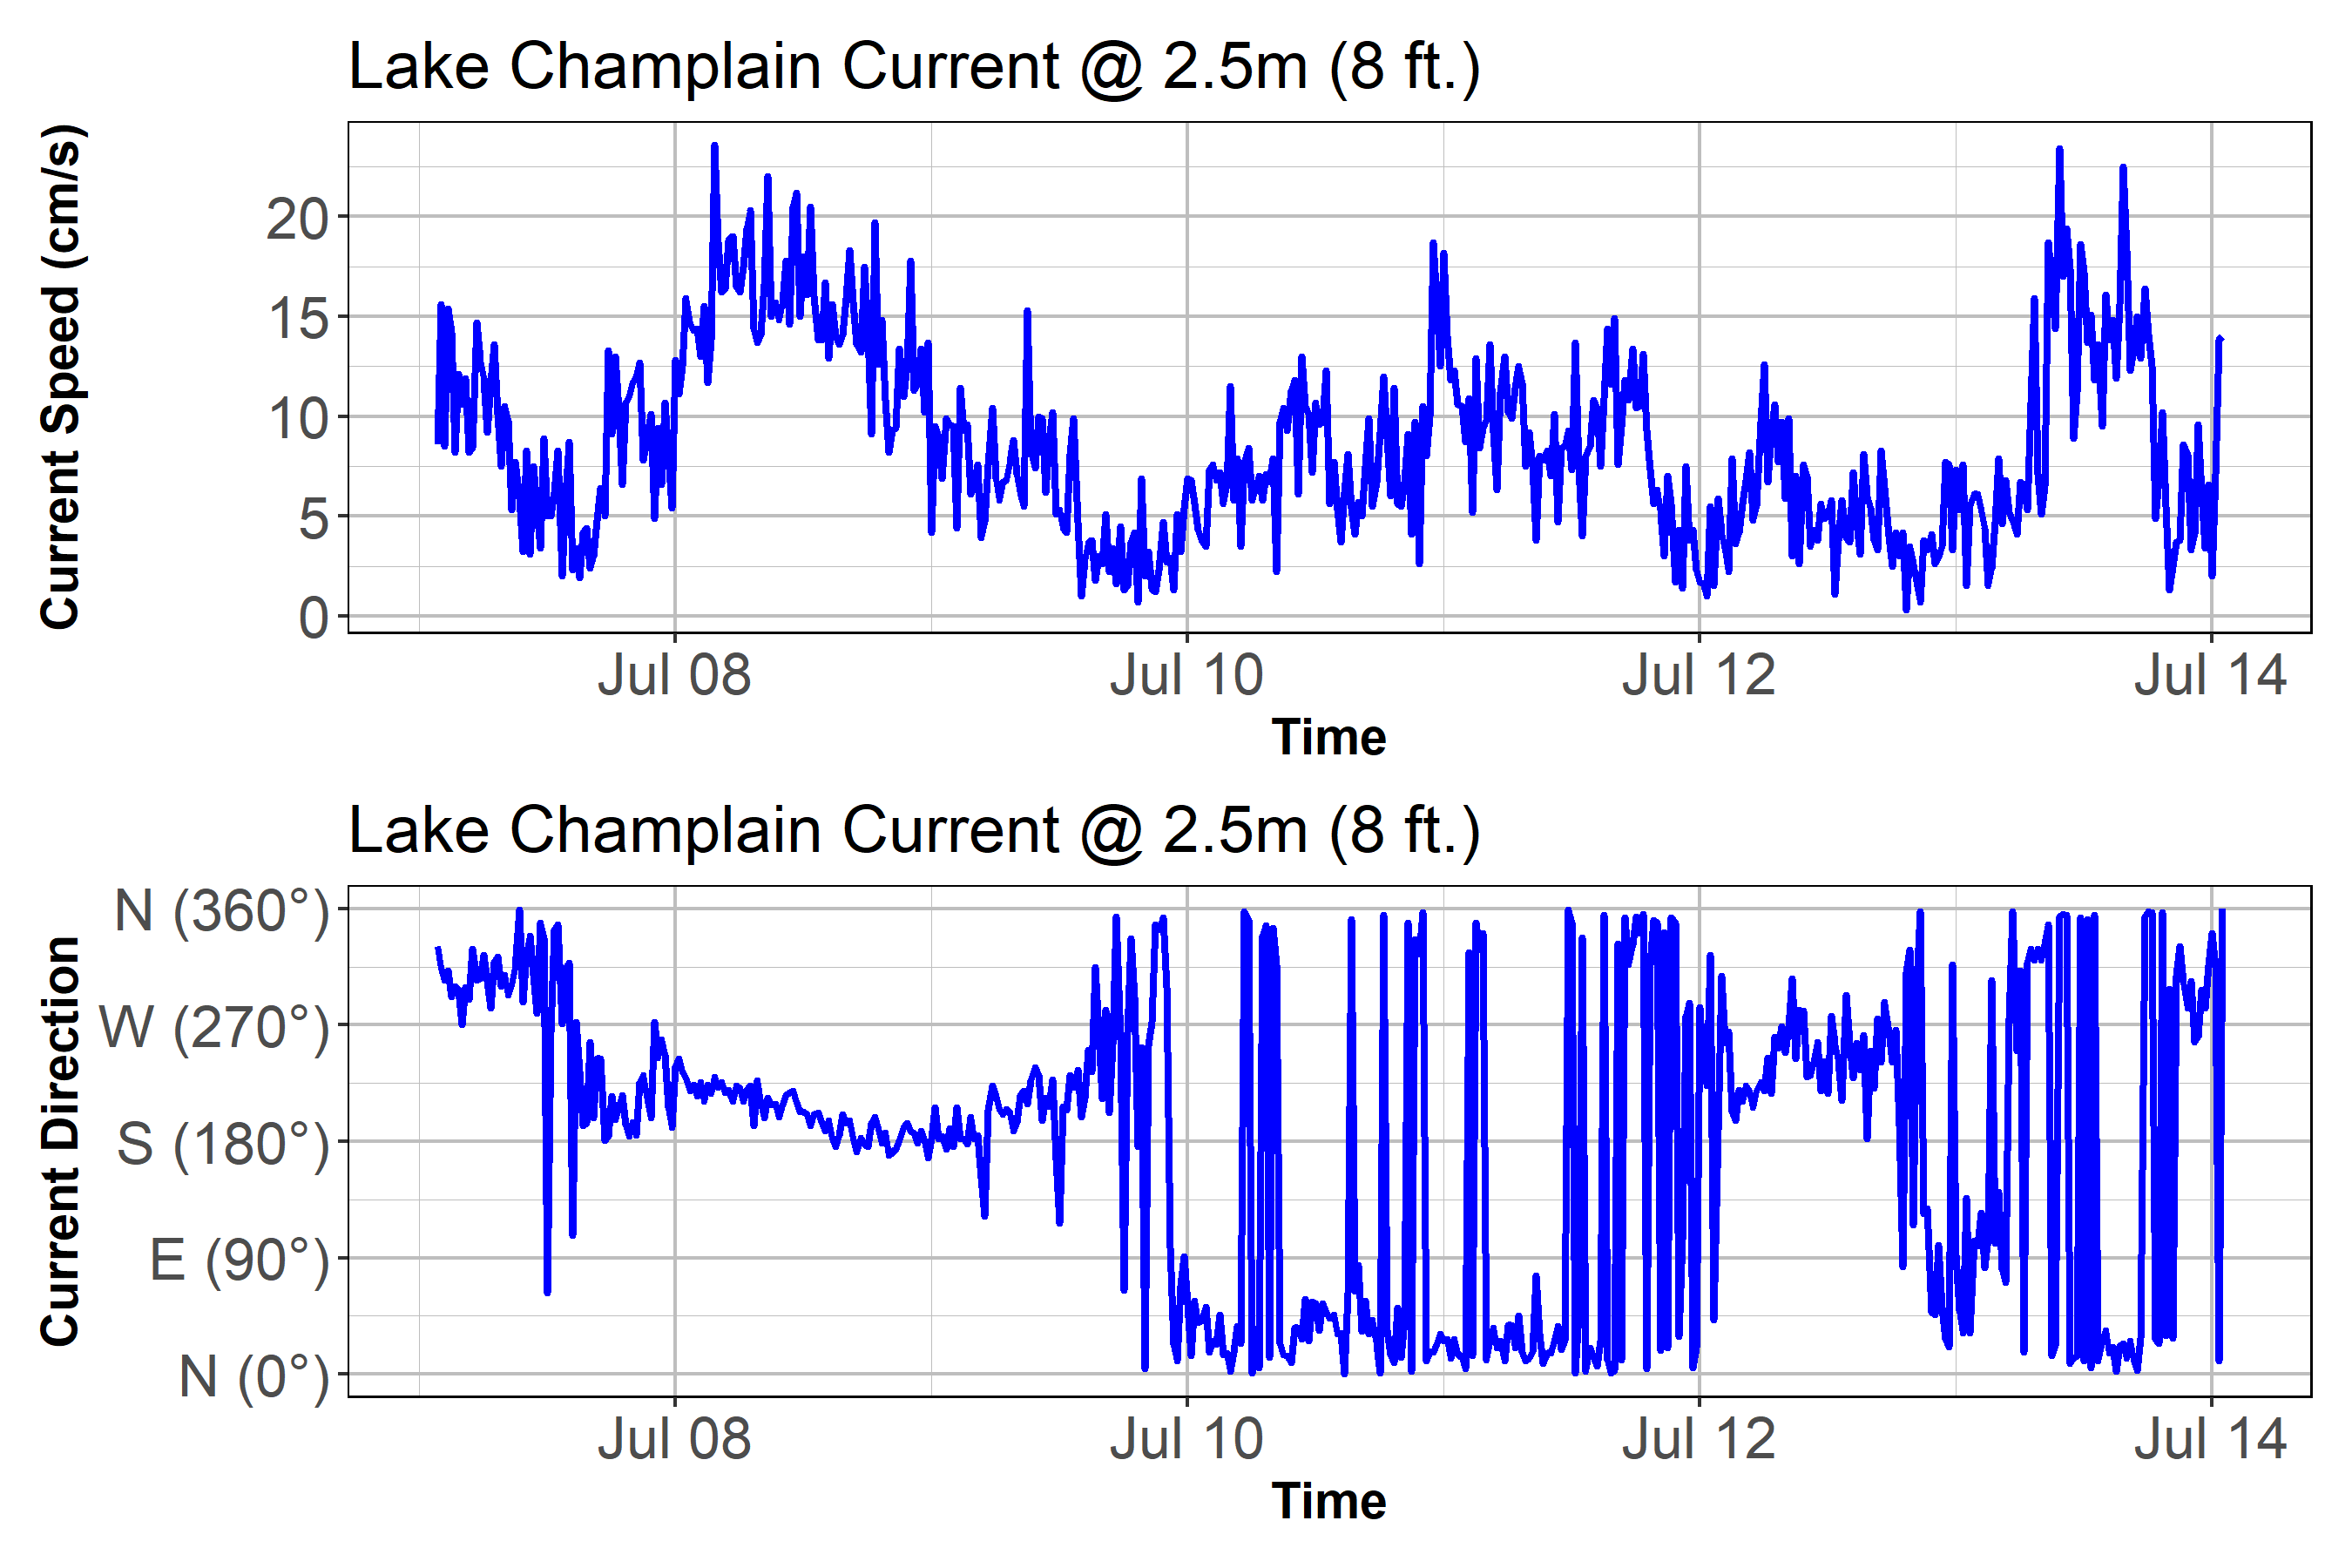 Lake Champlain Current @ 2.5m (8 ft.)
Current Speed (cm/s)
20
15
10
5
0
Jul 08 Jul 10 Jul 12 Jul 14
Time
Lake Champlain Current @ 2.5m (8 ft.)
Current Direction
N (360°)
W (270°)
S (180°)
E (90°)
N (0°)
Jul 08 Jul 10 Jul 12 Jul 14
Time